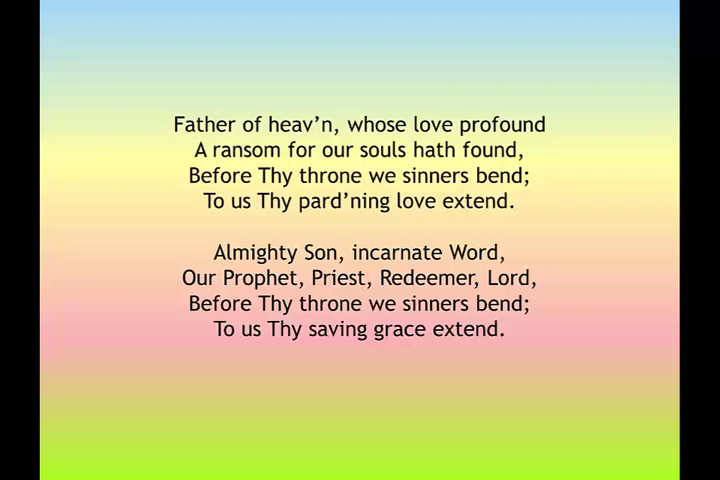 Father of heav’n, whose love profound
A ransom for our souls hath found,
Before Thy throne we sinners bend;
To us Thy pard’ning love extend.

Almighty Son, incarnate Word,
Our Prophet, Priest, Redeemer, Lord,
Before Thy throne we sinners bend;
To us Thy saving grace extend.